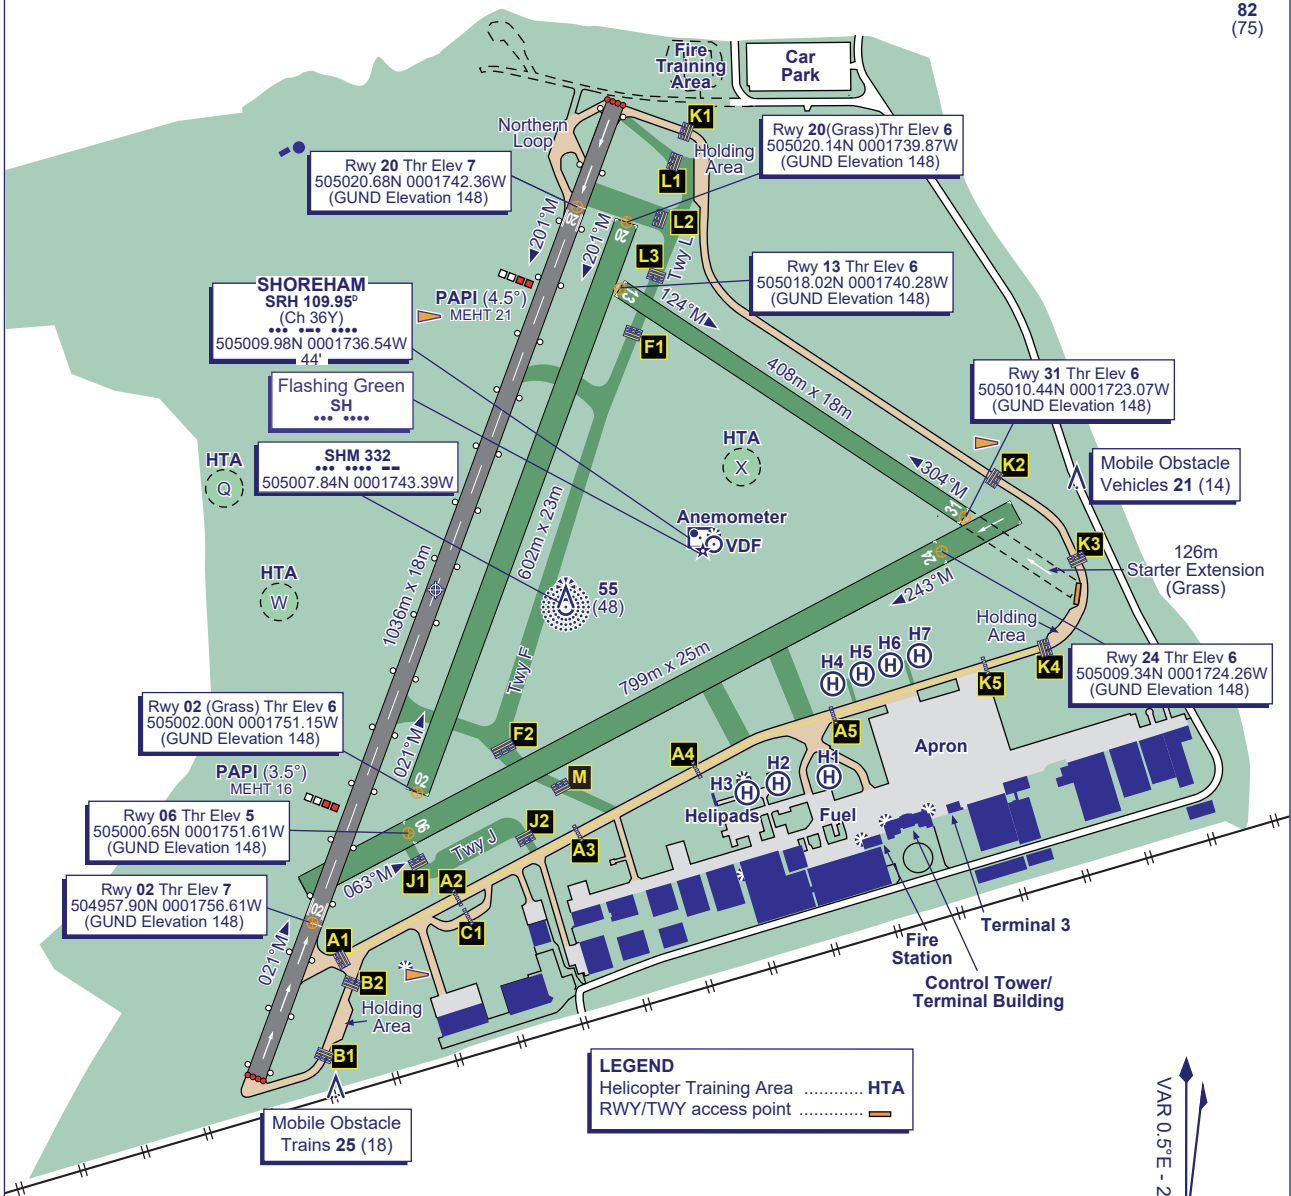 82
(75)
Fire
Training
Area
Car
Park
Northern
Loop
K1
Holding
Area
L1
Rwy 20(Grass)Thr Elev 6
505020.14N 0001739.87W
(GUND Elevation 148)
Rwy 20 Thr Elev 7
505020.68N 0001742.36W
(GUND Elevation 148)
20
20
L2
L3
Twy L
201°M
201°M
Rwy 13 Thr Elev 6
505018.02N 0001740.28W
(GUND Elevation 148)
13
124°M
SHOREHAM
SRH 109.95D
(Ch 36Y)
505009.98N 0001736.54W
44'
PAPI (4.5°)
MEHT 21
F1
408m x 18m
Flashing Green
SH
Rwy 31 Thr Elev 6
505010.44N 0001723.07W
(GUND Elevation 148)
SHM 332
505007.84N 0001743.39W
HTA
Q
HTA
X
K2
304°M
31
Mobile Obstacle
Vehicles 21 (14)
Anemometer
VDF
602m x 23m
1036m x 18m
24
243°M
K3
126m
Starter Extension
(Grass)
HTA
W
55
(48)
Holding
Area
K4
K5
H4
H5
H6
H7
H
H
H
H
Rwy 24 Thr Elev 6
505009.34N 0001724.26W
(GUND Elevation 148)
799m x 25m
Twy F
Rwy 02 (Grass) Thr Elev 6
505002.00N 0001751.15W
(GUND Elevation 148)
021°M
02
F2
A5
Apron
A4
M
H3
H2
H1
H
H
H
Helipads
Fuel
PAPI (3.5°)
MEHT 16
Rwy 06 Thr Elev 5
505000.65N 0001751.61W
(GUND Elevation 148)
06
063°M
Twy J
J1
J2
A3
A2
C1
Rwy 02 Thr Elev 7
504957.90N 0001756.61W
(GUND Elevation 148)
02
021°M
A1
B2
Holding
Area
B1
Terminal 3
Fire
Station
Control Tower/
Terminal Building
Mobile Obstacle
Trains 25 (18)
LEGEND
Helicopter Training Area ............ HTA
RWY/TWY access point .............
VAR 0.5°E - 2